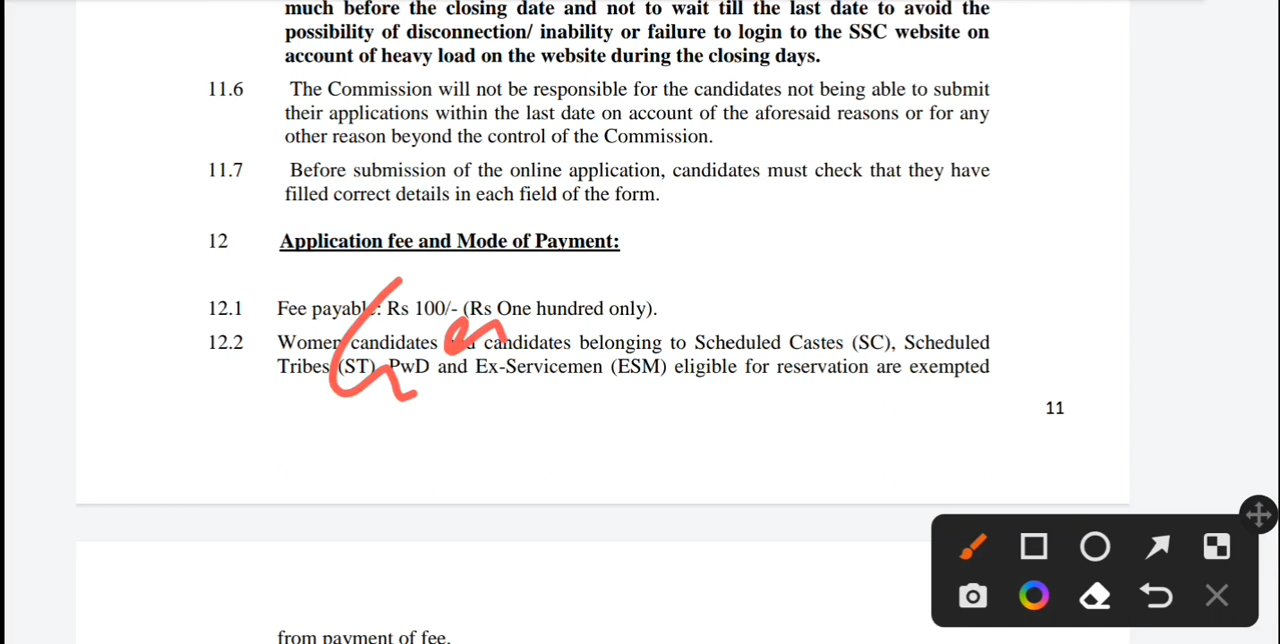 much before the closing date and not to wait till the last date to avoid the
possibility of disconnection/ inability or failure to login to the SSC website on
account of heavy load on the website during the closing days.
11.6 The Commission will not be responsible for the candidates not being able to submit
their applications within the last date on account of the aforesaid reasons or for any
other reason beyond the control of the Commission.
11.7 Before submission of the online application, candidates must check that they have
filled correct details in each field of the form.
12 Application fee and Mode of Payment:
12.1 Fee payable: Rs 100/- (Rs One hundred only).
12.2 Women candidates and candidates belonging to Scheduled Castes (SC), Scheduled
Tribes (ST), PwD and Ex-Servicemen (ESM) eligible for reservation are exempted
11
from payment of fee.